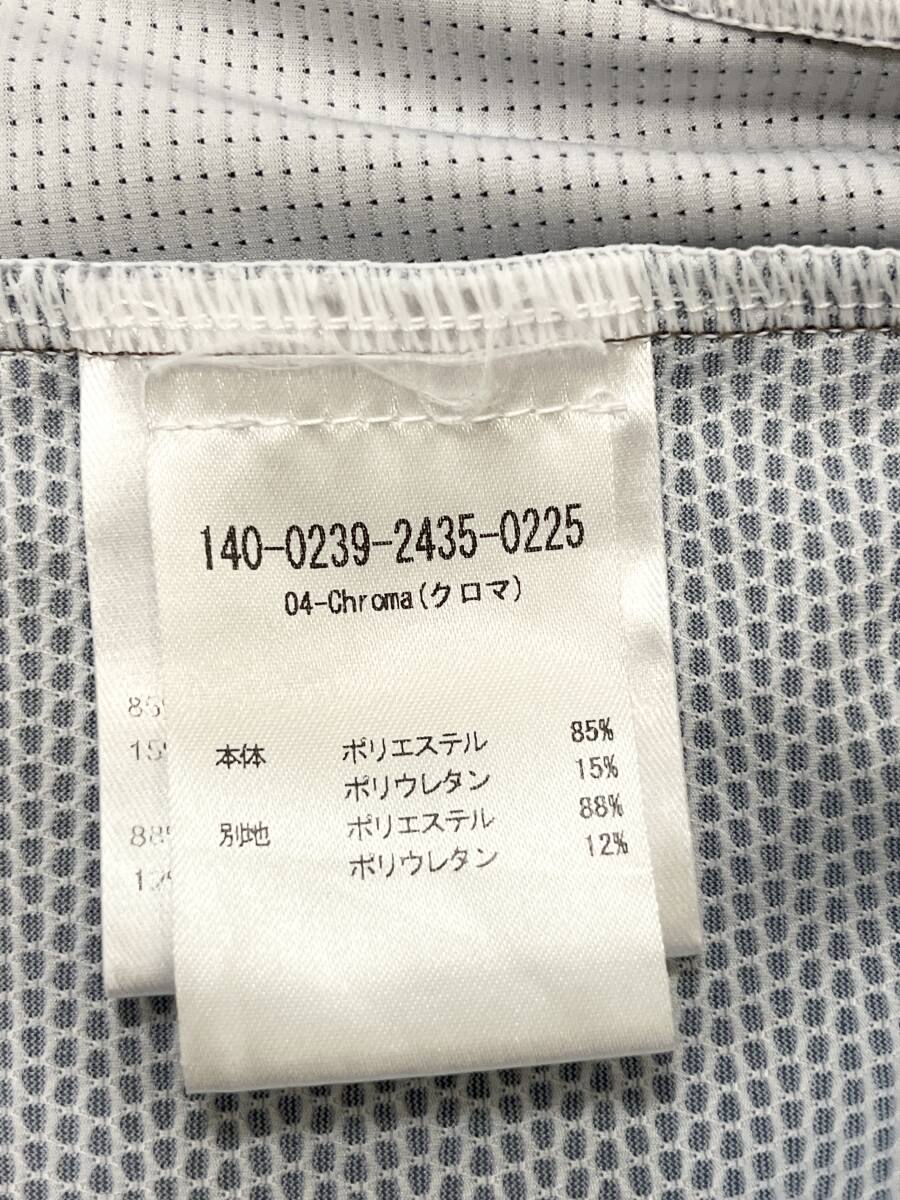 140-0239-2435-0225
04-Chroma(クロマ)
本体 ポリエステル 85%
ポリウレタン 15%
別地 ポリエステル 88%
ポリウレタン 12%